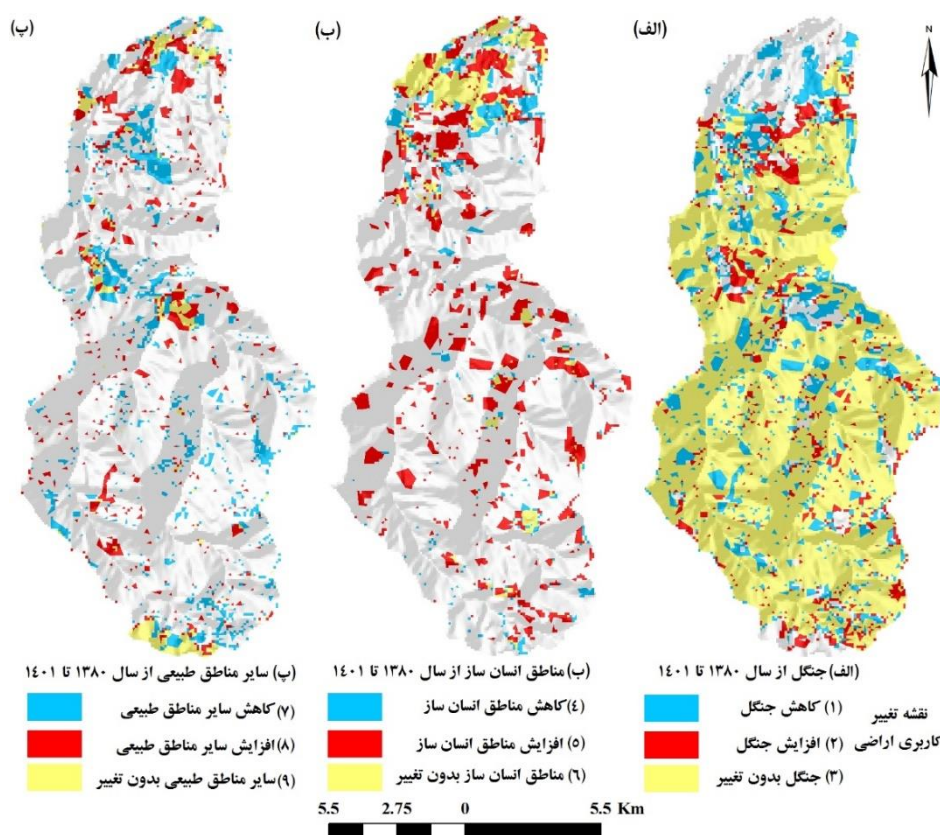 (الف)
(ب)
(پ)
N
الف) جنگل از سال ۱۳۸۰ تا ۱۴۰۱)
ب) مناطق انسان ساز از سال ۱۳۸۰ تا ۱۴۰۱)
پ) سایر مناطق طبیعی از سال ۱۳۸۰ تا ۱۴۰۱)
نقشه تغییر
کاربری اراضی
(۱) کاهش جنگل
(۲) افزایش جنگل
(۳) جنگل بدون تغییر
(۴) کاهش مناطق انسان ساز
(۵) افزایش مناطق انسان ساز
(۶) مناطق انسان ساز بدون تغییر
(۷) کاهش سایر مناطق طبیعی
(۸) افزایش سایر مناطق طبیعی
(۹) سایر مناطق طبیعی بدون تغییر
5.5 2.75 0 5.5 Km